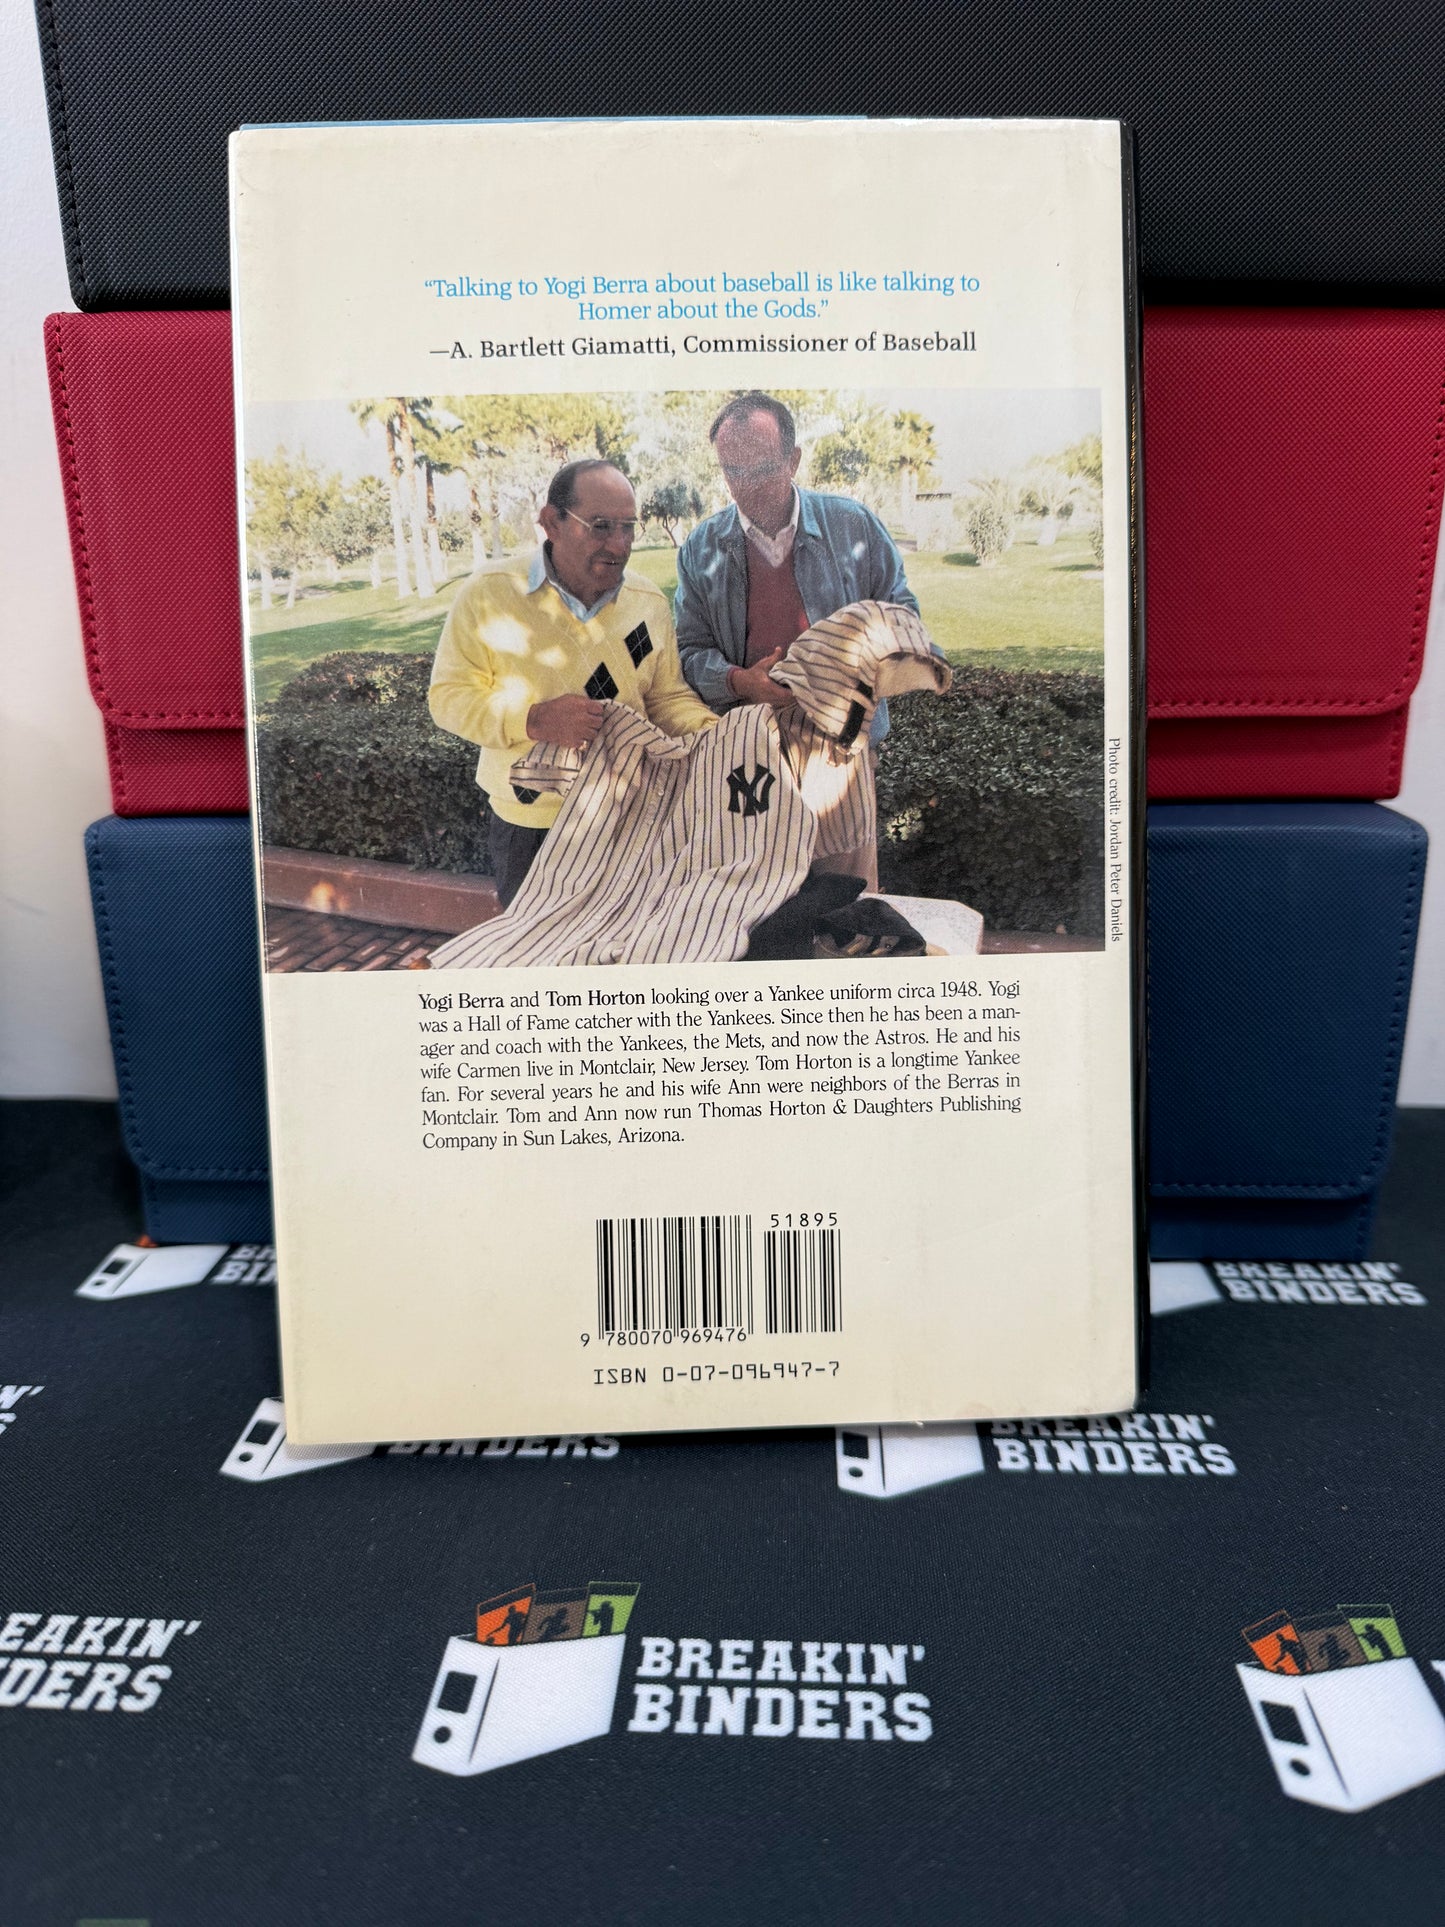 “Talking to Yogi Berra about baseball is like talking to
Homer about the Gods.”
—A. Bartlett Giamatti, Commissioner of Baseball
NY
Photo credit: Jordan Peter Daniels
Yogi Berra and Tom Horton looking over a Yankee uniform circa 1948. Yogi
was a Hall of Fame catcher with the Yankees. Since then he has been a man-
ager and coach with the Yankees, the Mets, and now the Astros. He and his
wife Carmen live in Montclair, New Jersey. Tom Horton is a longtime Yankee
fan. For several years he and his wife Ann were neighbors of the Berras in
Montclair. Tom and Ann now run Thomas Horton & Daughters Publishing
Company in Sun Lakes, Arizona.
51895
9 780070 969476
ISBN 0-07-096947-7
BREAKIN'
BINDERS
BREAKIN'
BINDERS
BINDERS
EAKIN'
DERS
BREAKIN'
BINDERS